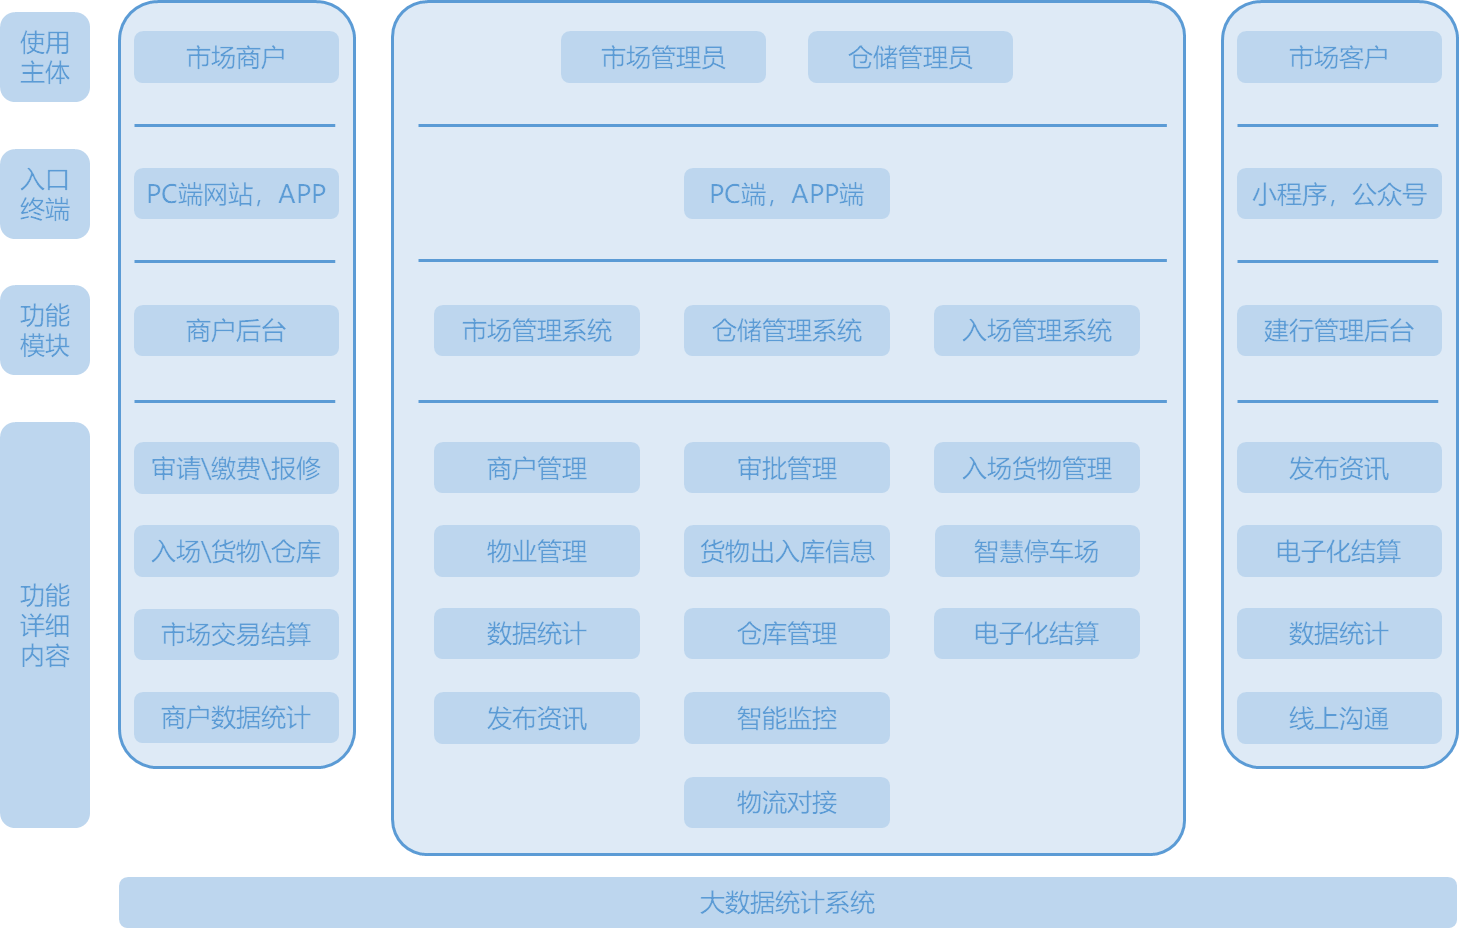 使用
主体
市场商户
市场管理员
仓储管理员
市场客户
入口
终端
PC端网站，APP
PC端，APP端
小程序，公众号
功能
模块
商户后台
市场管理系统
仓储管理系统
入场管理系统
建行管理后台
功能
详细
内容
审请\缴费\报修
商户管理
审批管理
入场货物管理
发布资讯
入场\货物\仓库
物业管理
货物出入库信息
智慧停车场
电子化结算
市场交易结算
数据统计
仓库管理
电子化结算
数据统计
商户数据统计
发布资讯
智能监控
线上沟通
物流对接
大数据统计系统